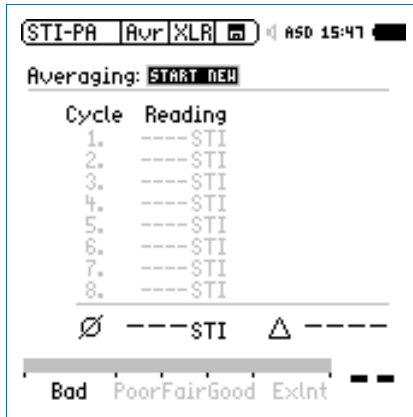 STI-PA Avr XLR ASD 15:47
Averaging: START NEW
Cycle Reading
1. ----STI
2. ----STI
3. ----STI
4. ----STI
5. ----STI
6. ----STI
7. ----STI
8. ----STI
Ø ---STI △ ----
Bad Poor Fair Good Exlnt --